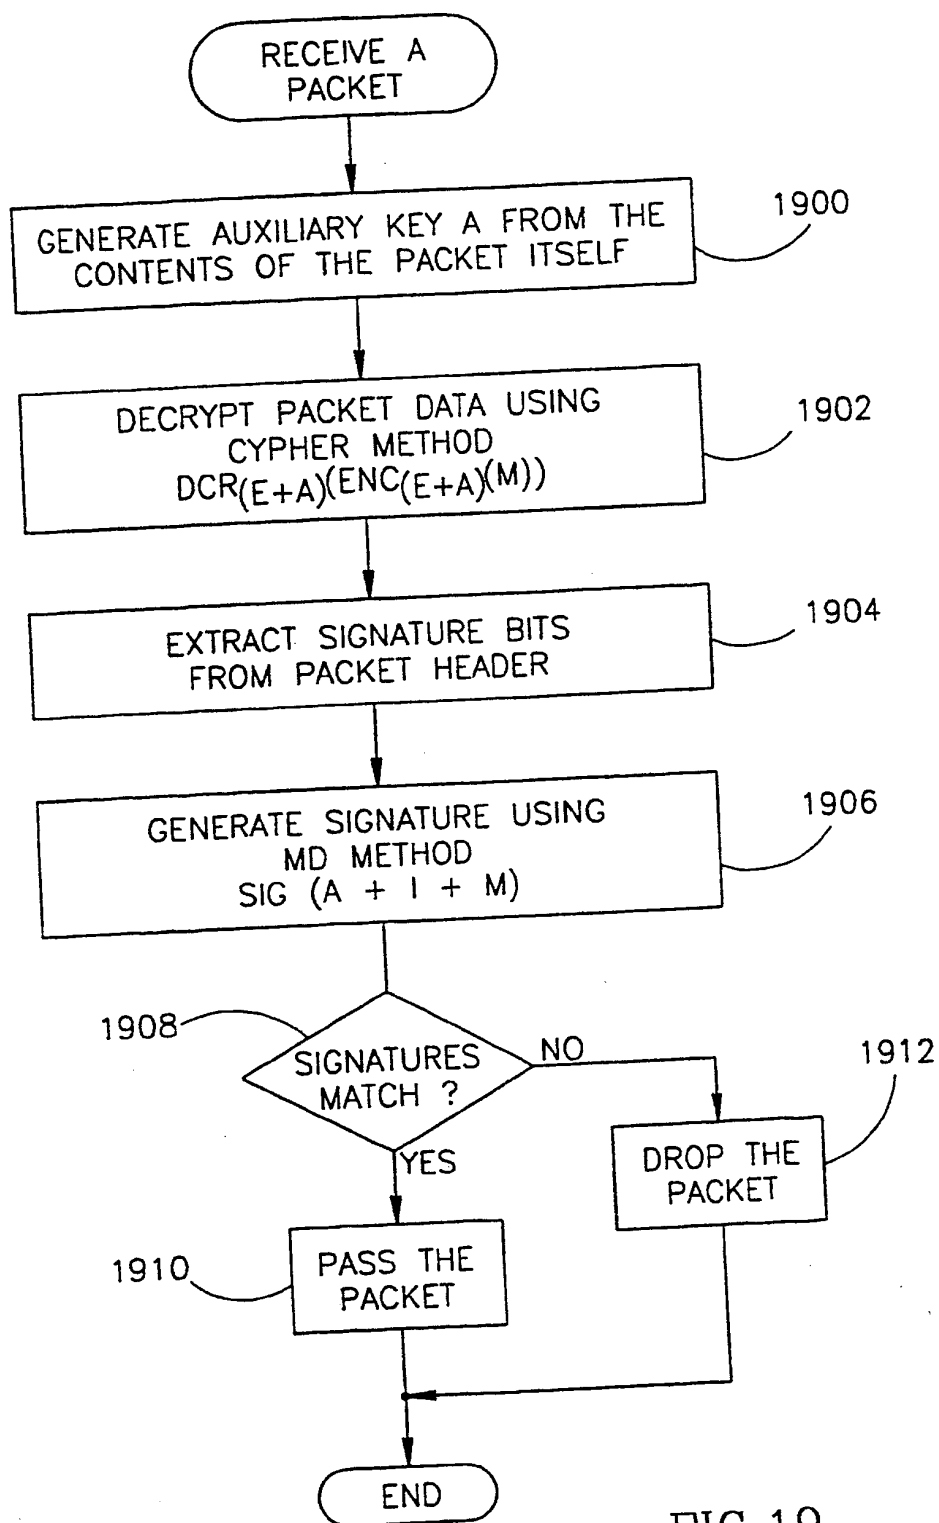 RECEIVE A
PACKET
GENERATE AUXILIARY KEY A FROM THE
CONTENTS OF THE PACKET ITSELF
1900
DECRYPT PACKET DATA USING
CYPHER METHOD
DCR(E+A)(ENC(E+A)(M))
1902
EXTRACT SIGNATURE BITS
FROM PACKET HEADER
1904
GENERATE SIGNATURE USING
MD METHOD
SIG (A + I + M)
1906
1908
SIGNATURES
MATCH ?
NO
YES
1912
DROP THE
PACKET
1910
PASS THE
PACKET
END
FIG.19